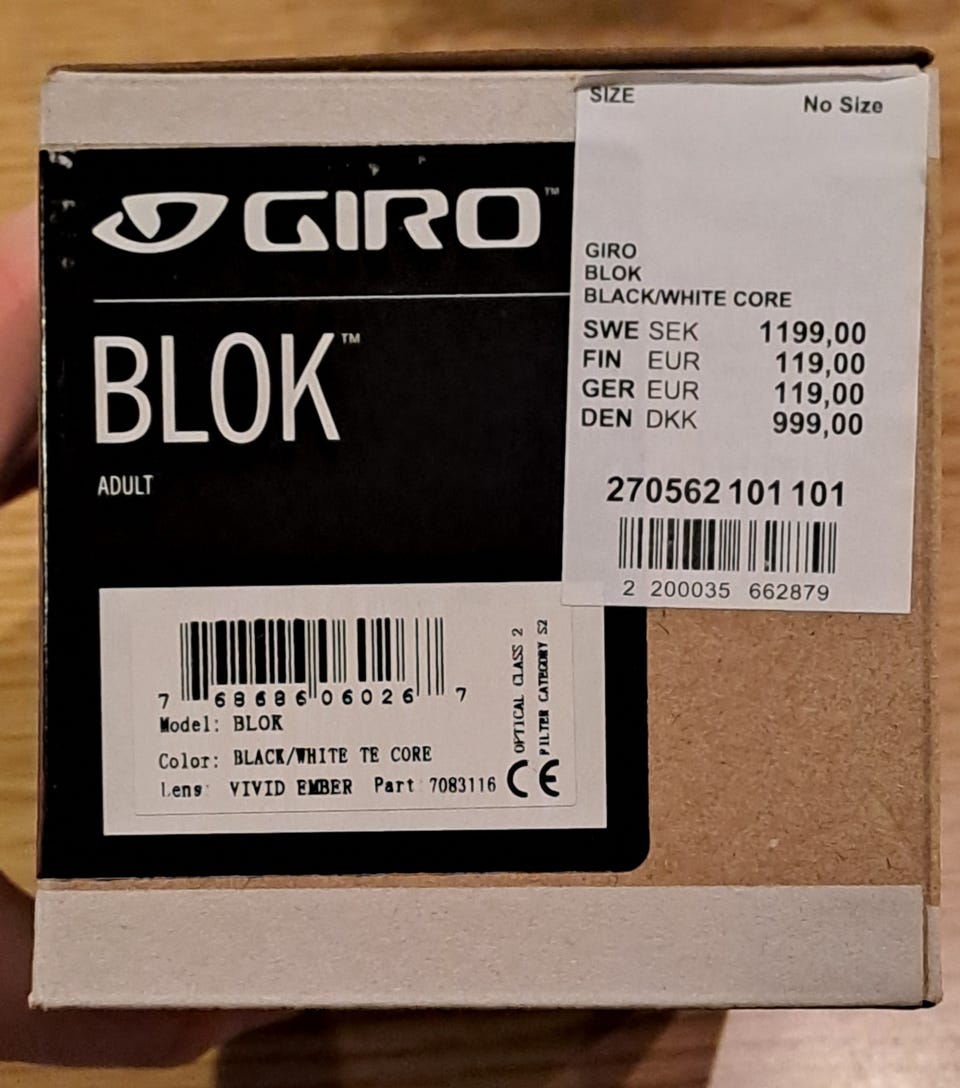 GIRO™
BLOK™
ADULT
SIZE No Size
GIRO
BLOK
BLACK/WHITE CORE
SWE SEK 1199,00
FIN EUR 119,00
GER EUR 119,00
DEN DKK 999,00
270562 101 101
2 200035 662879
7 68686 06026 7
Model: BLOK
Color: BLACK/WHITE TE CORE
Lens: VIVID EMBER Part 7083116
OPTICAL CLASS 2
FILTER CATEGORY S2
CE